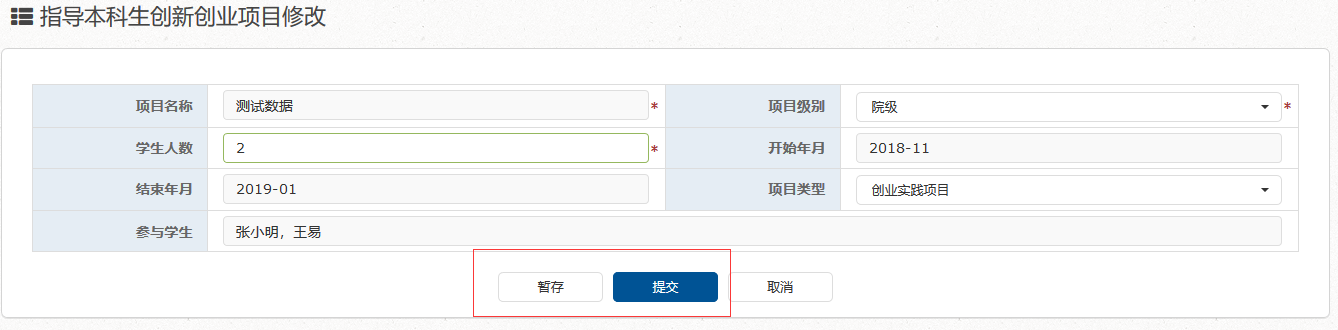 指导本科生创新创业项目修改
项目名称 测试数据 * 项目级别 院级 *
学生人数 2 * 开始年月 2018-11
结束年月 2019-01 项目类型 创业实践项目
参与学生 张小明，王易
暂存 提交 取消